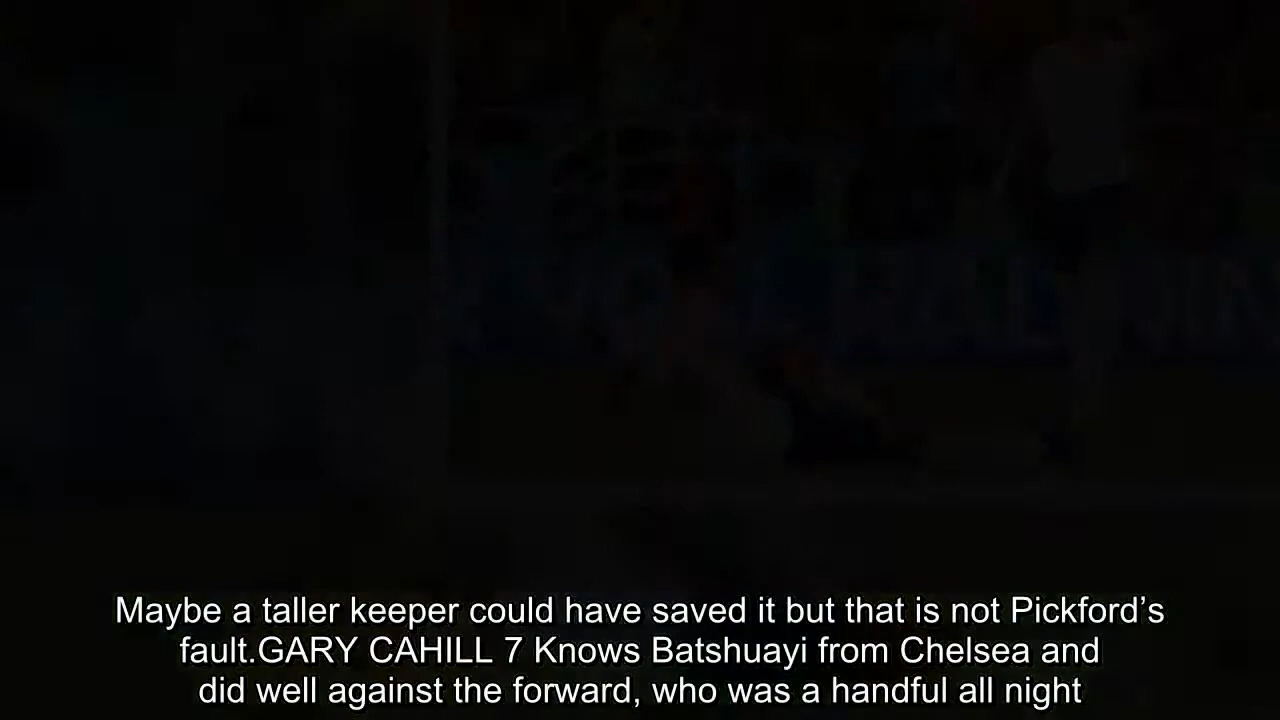 Maybe a taller keeper could have saved it but that is not Pickford’s
fault.GARY CAHILL 7 Knows Batshuayi from Chelsea and
did well against the forward, who was a handful all night